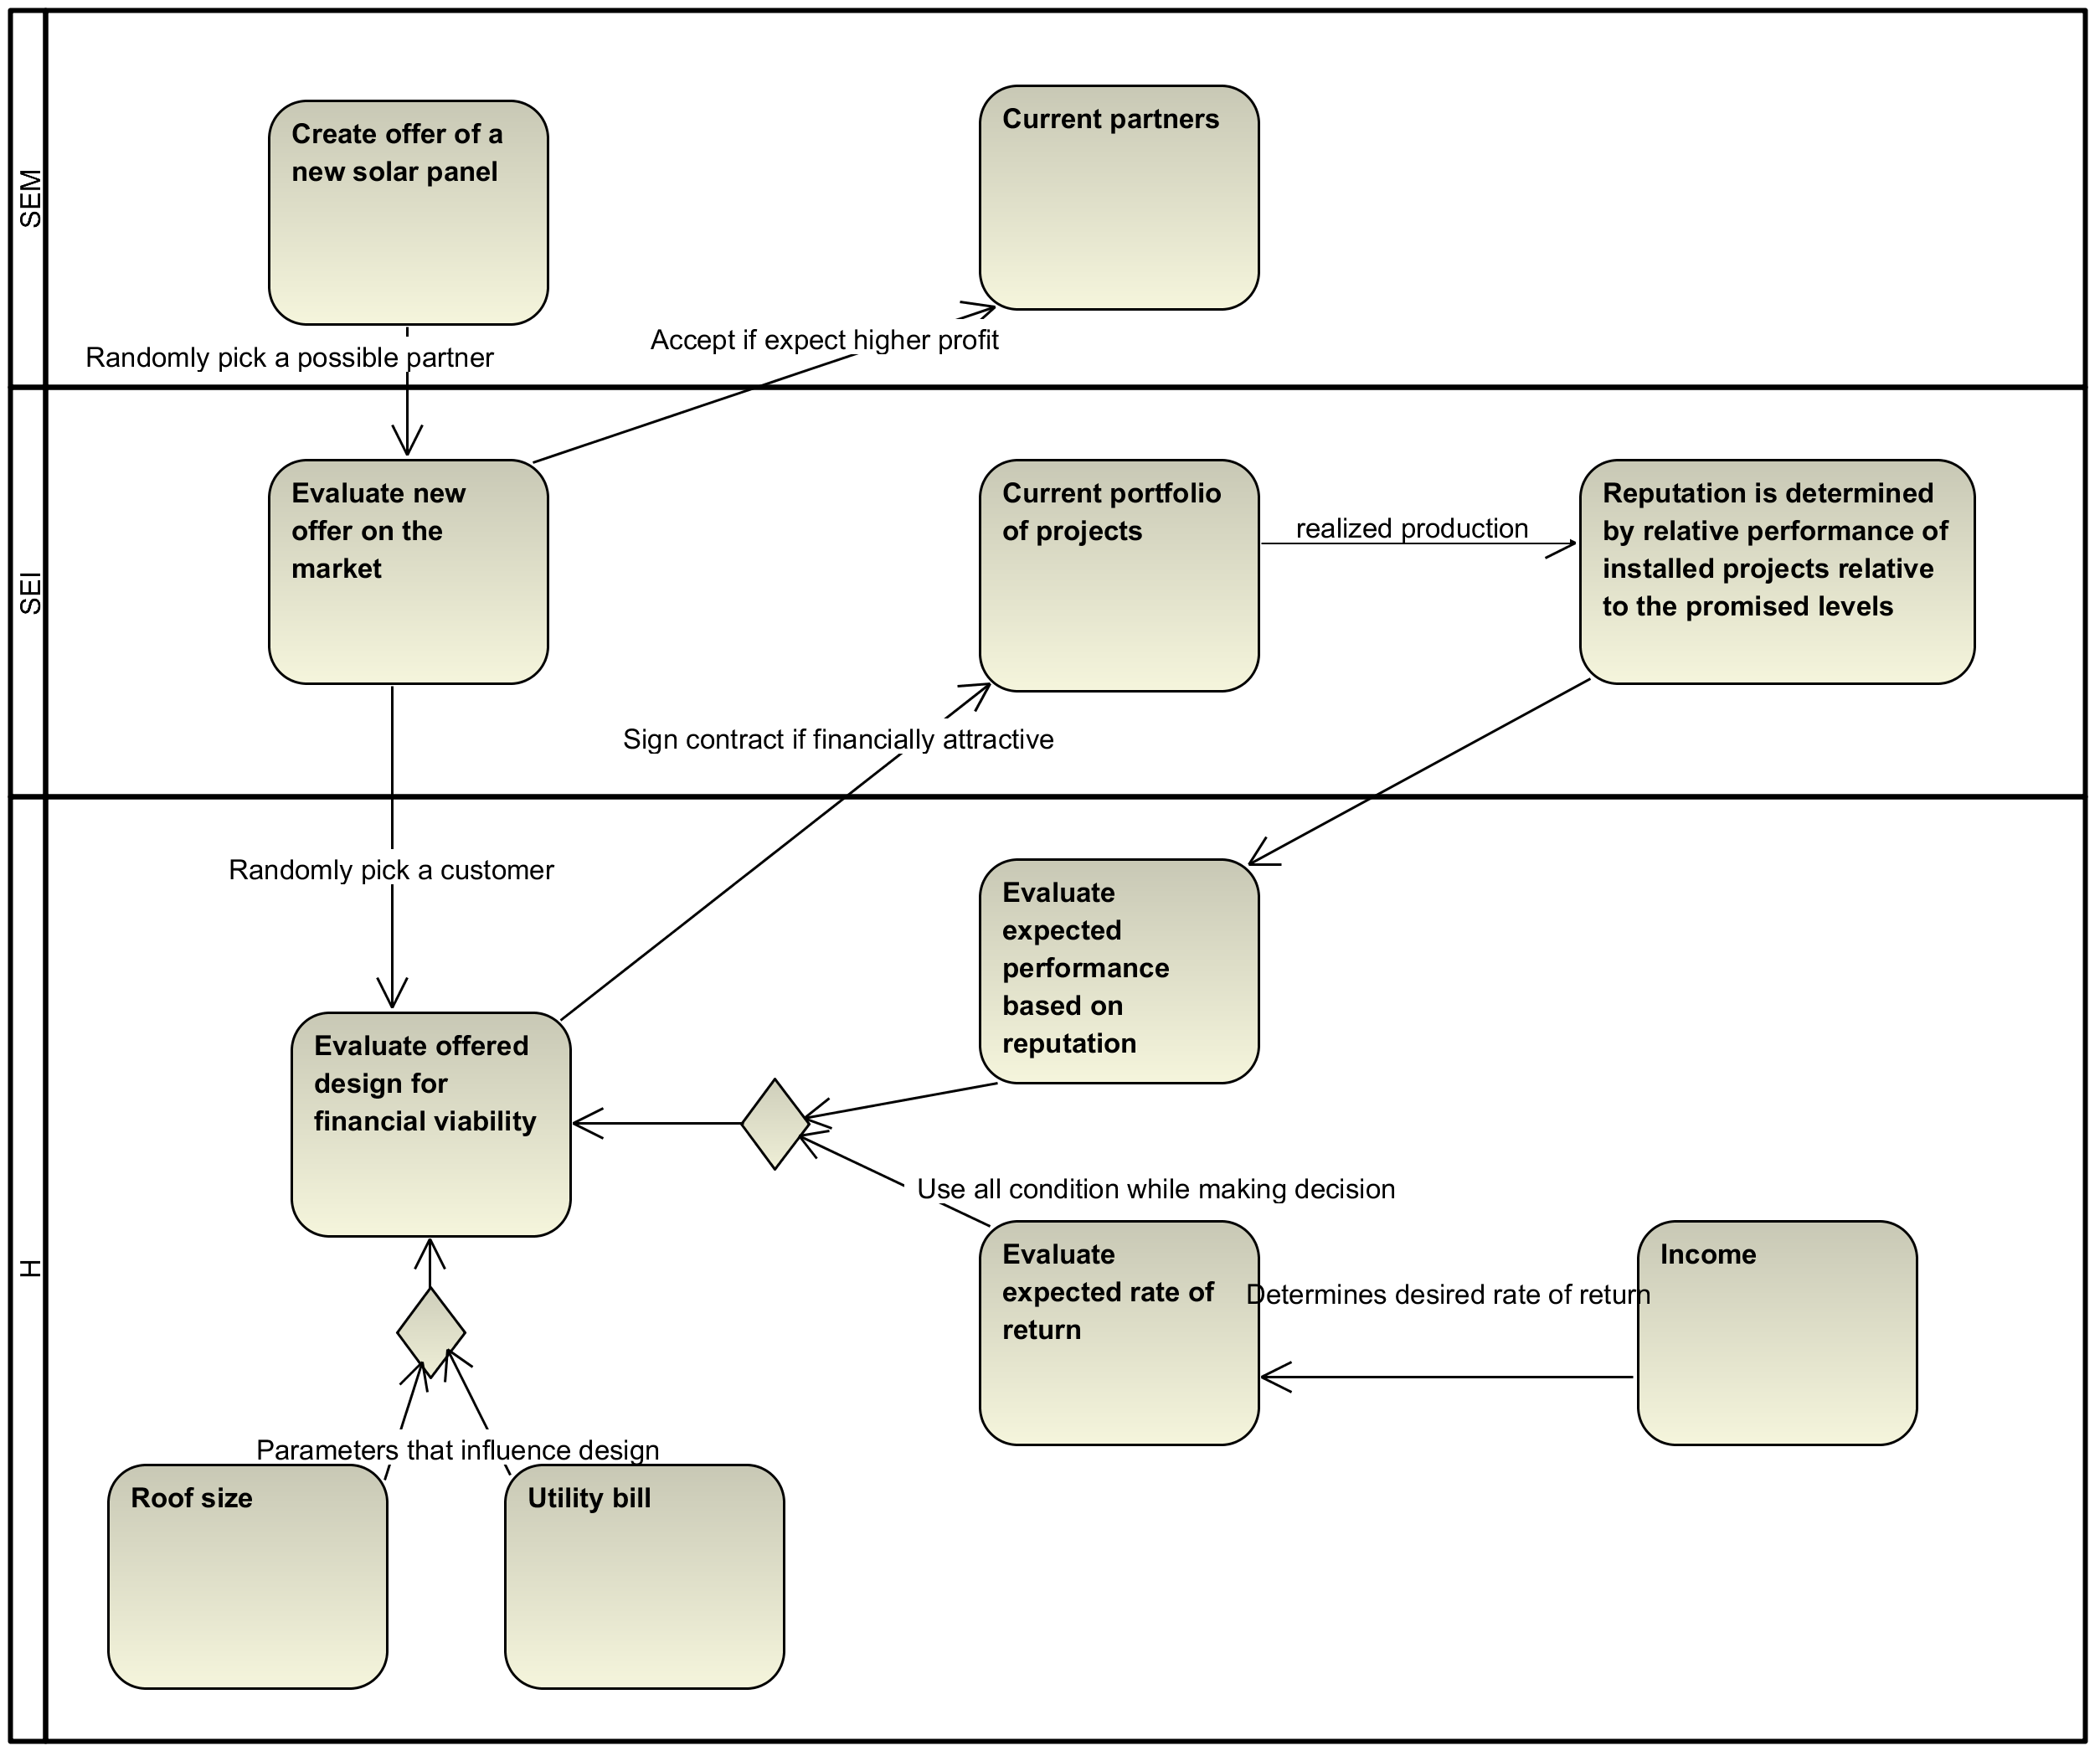 SEM
Create offer of a
new solar panel
Current partners
Randomly pick a possible partner
Accept if expect higher profit
SEI
Evaluate new
offer on the
market
Current portfolio
of projects
realized production
Reputation is determined
by relative performance of
installed projects relative
to the promised levels
Sign contract if financially attractive
Randomly pick a customer
H
Evaluate
expected
performance
based on
reputation
Evaluate offered
design for
financial viability
Use all condition while making decision
Evaluate
expected rate of
return
Determines desired rate of return
Income
Parameters that influence design
Roof size
Utility bill